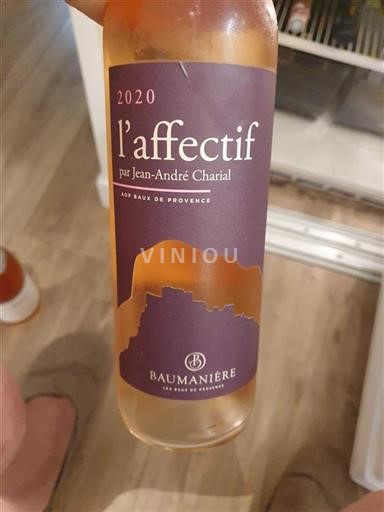 2020
l'affectif
par Jean-André Charial
AOP BAUX DE PROVENCE
VINIOU
B
BAUMANIÈRE
LES BAUX DE PROVENCE